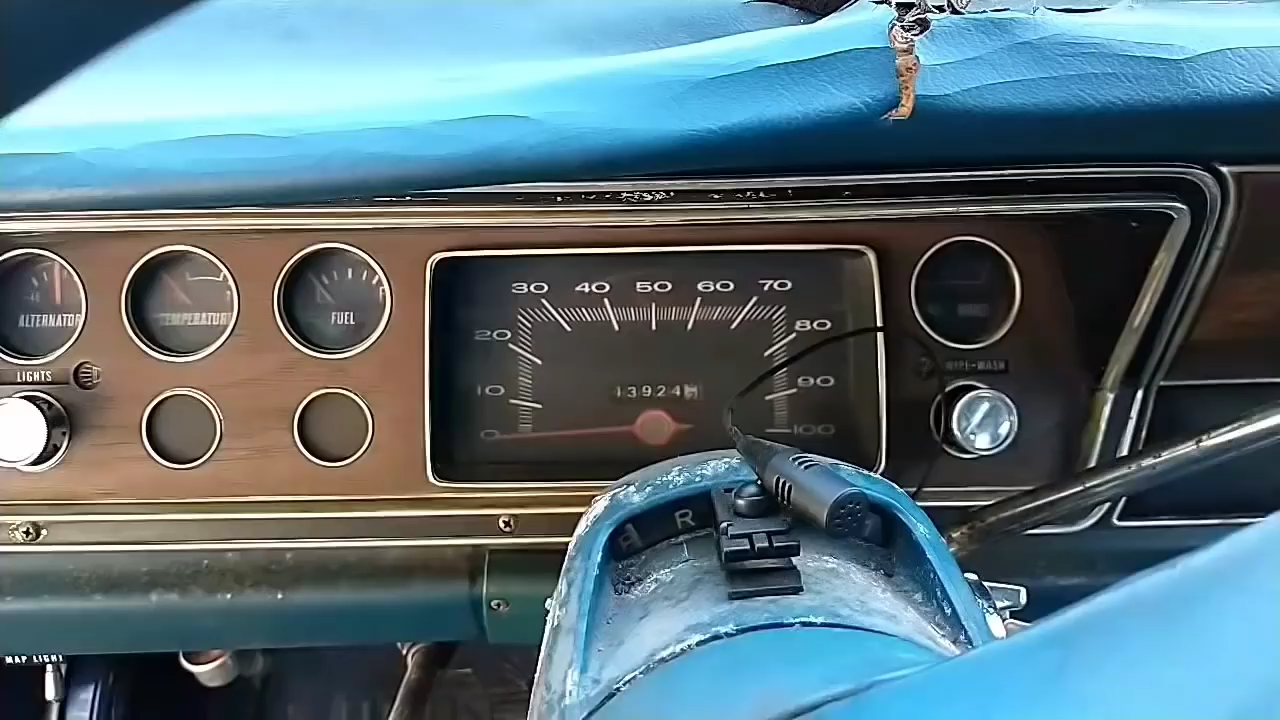 30 40 50 60 70
20 80
10 90
0 100
13924
ALTERNATOR
TEMPERATURE
FUEL
LIGHTS
WIPE-WASH
R
MAP LIGHT